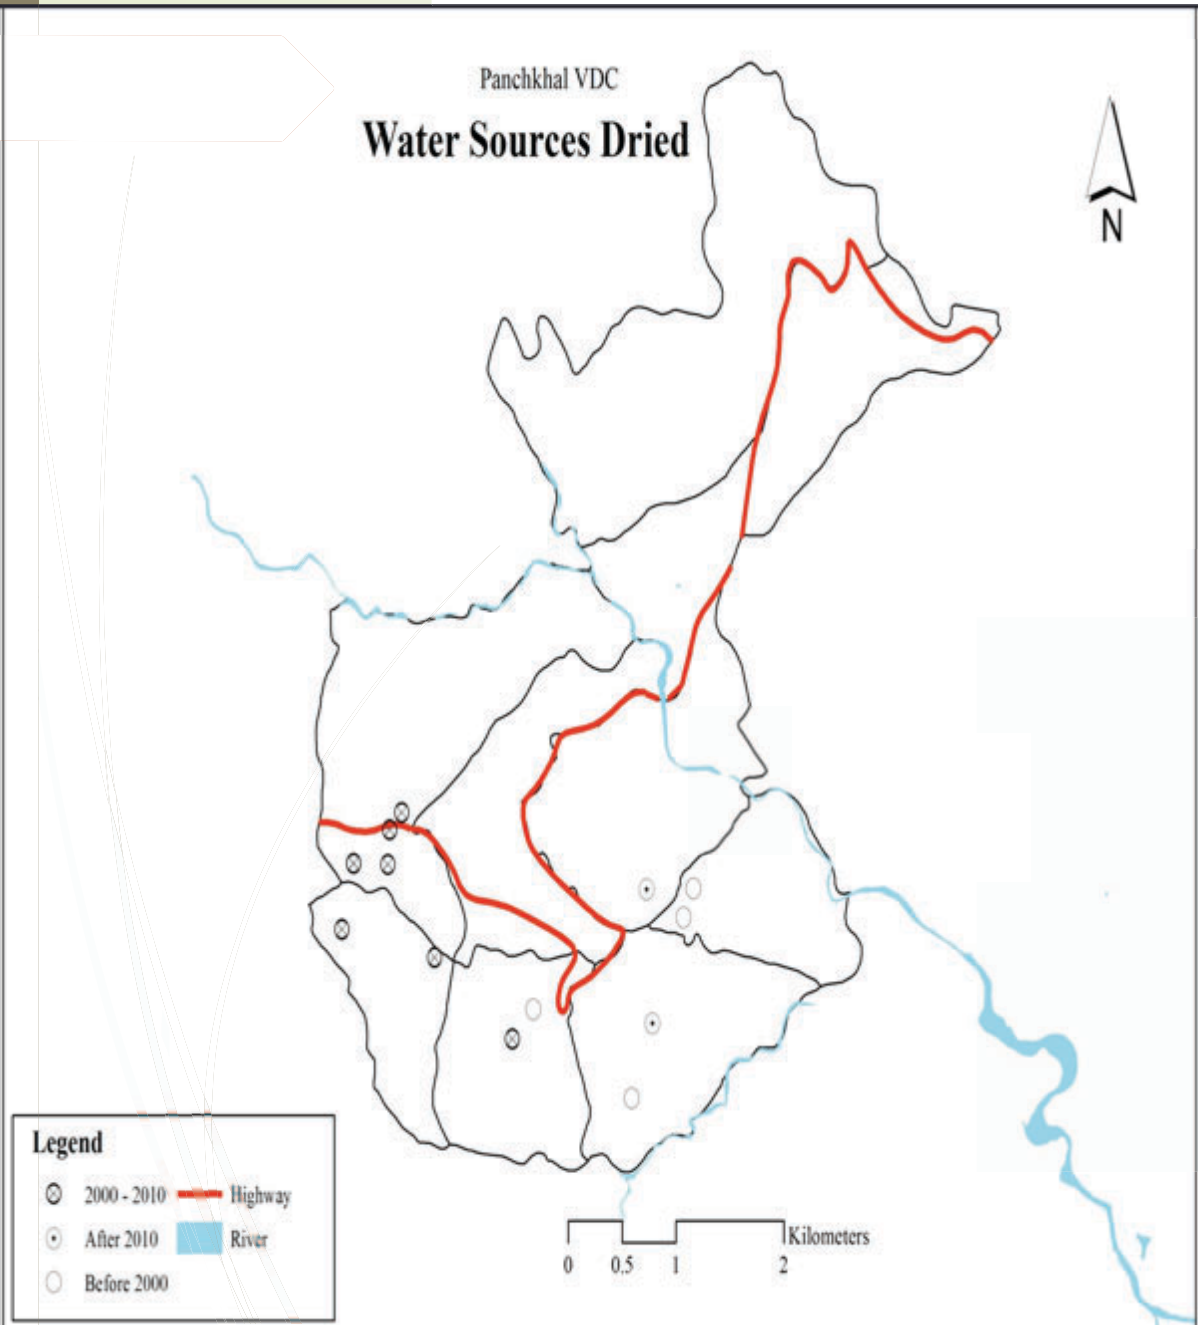 Panchkhal VDC
Water Sources Dried
N
Legend
2000 - 2010
Highway
After 2010
River
Before 2000
Kilometers
0 0.5 1 2